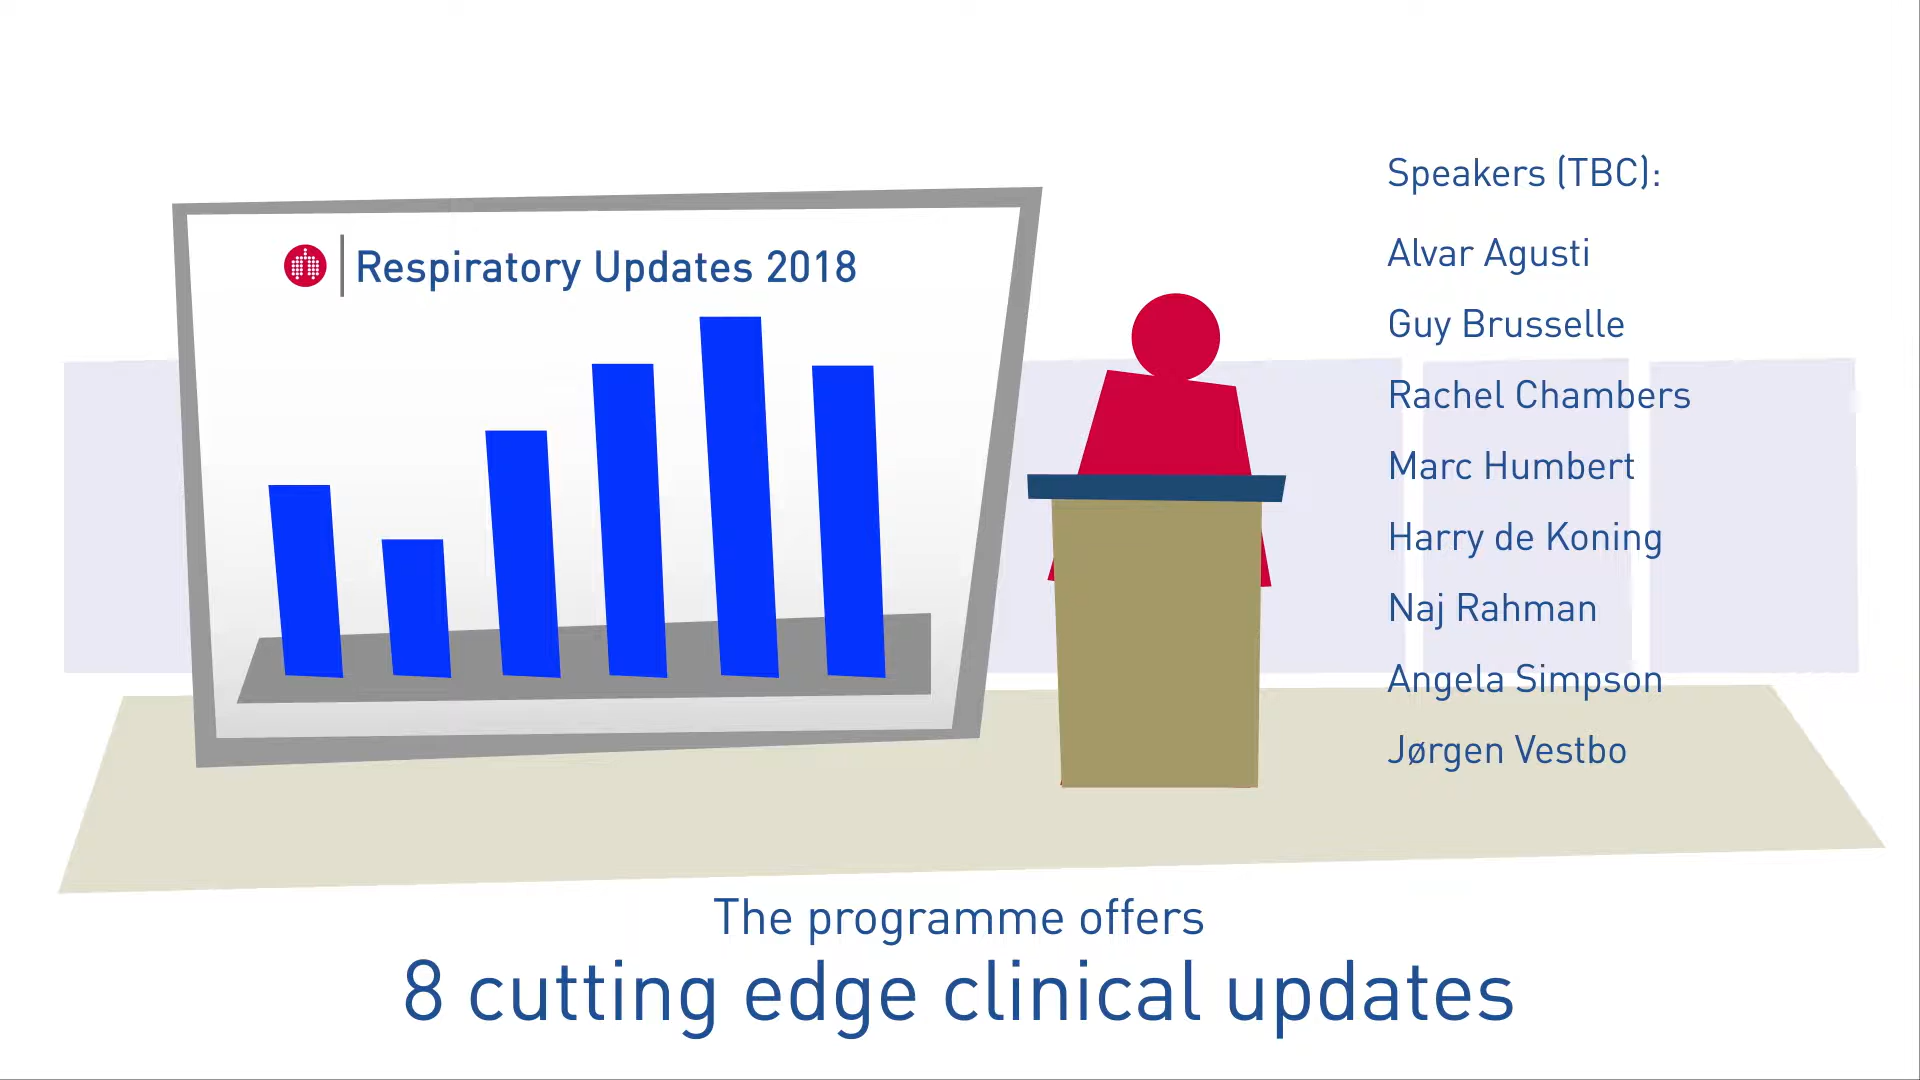 Respiratory Updates 2018
Speakers (TBC):
Alvar Agusti
Guy Brusselle
Rachel Chambers
Marc Humbert
Harry de Koning
Naj Rahman
Angela Simpson
Jørgen Vestbo
The programme offers
8 cutting edge clinical updates